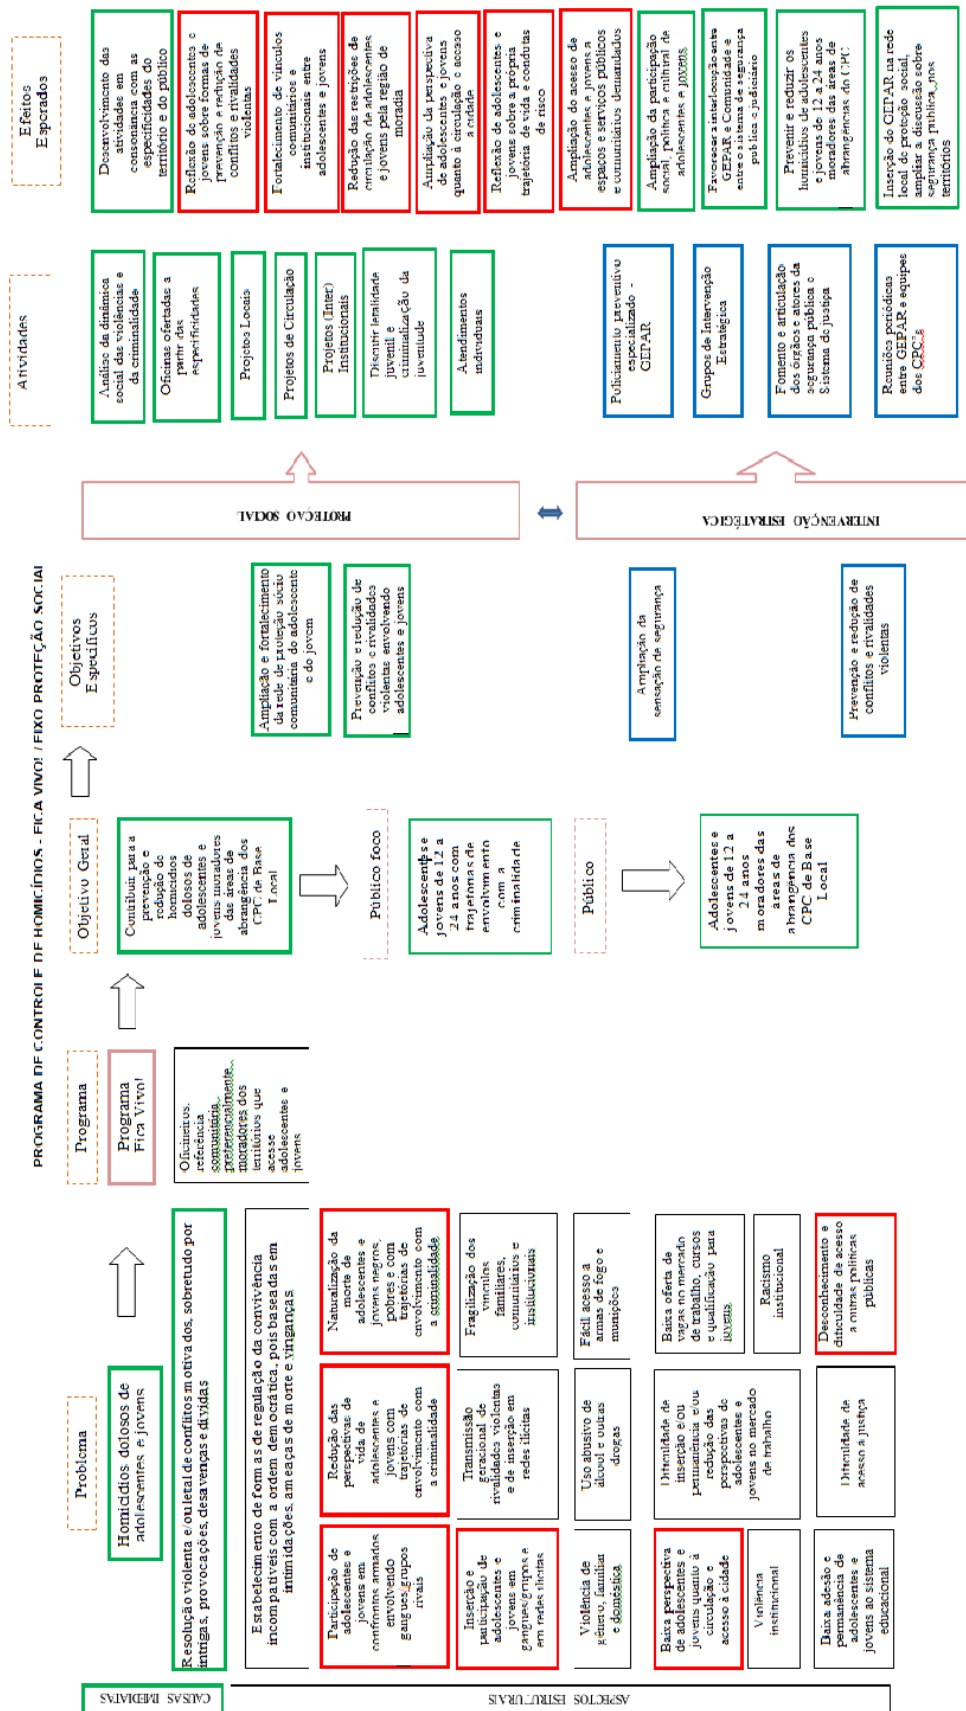 PROGRAMA DE CONTROLE DE HOMICÍDIOS - FICA VIVO! / FIXO PROTEÇÃO SOCIAL
Problema
Programa
Objetivo Geral
Objetivos
Específicos
Atividades
Efeitos
Esperados
Homicídios dolosos de
adolescentes e jovens
Programa
Fica Vivo!
CAUSAS IMEDIATAS
Resolução violenta e/ou letal de conflitos motivados, sobretudo por
intrigas, provocações, desavenças e dívidas
ASPECTOS ESTRUTURAIS
Estabelecimento de formas de regulação da convivência
incompatíveis com a ordem democrática, pois baseadas em
intimidações, ameaças de morte e vinganças
Participação de
adolescentes e
jovens em
confrontos armados
envolvendo
gangues/grupos
rivais
Redução das
perspectivas de
vida de
adolescentes e
jovens com
trajetórias de
envolvimento com
a criminalidade
Naturalização da
morte de
adolescentes e
jovens negros,
pobres e com
trajetórias de
envolvimento com
a criminalidade
Inserção e
participação de
adolescentes e
jovens em
gangues/grupos e
em redes ilícitas
Transmissão
geracional de
rivalidades violentas
e de inserção em
redes ilícitas
Fragilização dos
vínculos
familiares,
comunitários e
institucionais
Violência de
gênero, familiar
e doméstica
Uso abusivo de
álcool e outras
drogas
Fácil acesso a
armas de fogo e
munições
Baixa perspectiva
de adolescentes e
jovens quanto à
circulação e
acesso à cidade
Dificuldade de
inserção e/ou
permanência e/ou
redução das
perspectivas de
adolescentes e
jovens no mercado
de trabalho
Baixa oferta de
vagas no mercado
de trabalho, cursos
e qualificação para
jovens
Violência
institucional
Racismo
institucional
Baixa adesão e
permanência de
adolescentes e
jovens ao sistema
educacional
Dificuldade de
acesso a justiça
Desconhecimento e
dificuldade de acesso
a outras políticas
públicas
Oficineiros,
referência
comunitária,
preferencialmente
moradores dos
territórios que
acesse
adolescentes e
jovens
Contribuir para a
prevenção e
redução de
homicídios
dolosos de
adolescentes e
jovens moradores
das áreas de
abrangência dos
CPC de Base
Local
Público foco
Adolescentes e
jovens de 12 a
24 anos com
trajetória de
envolvimento
com a
criminalidade
Público
Adolescentes e
jovens de 12 a
24 anos
moradores das
áreas de
abrangência dos
CPC de Base
Local
Ampliação e fortalecimento
da rede de proteção sócio
comunitária do adolescente
e do jovem
Prevenção e redução de
conflitos e rivalidades
violentas envolvendo
adolescentes e jovens
Ampliação da
sensação de segurança
Prevenção e redução de
conflitos e rivalidades
violentas
PROTEÇÃO SOCIAL
INTERVENÇÃO ESTRATÉGICA
Análise da dinâmica
social das violências e
da criminalidade
Oficinas ofertadas a
partir das
especificidades
Projetos Locais
Projetos de Circulação
Projetos (Inter)
Institucionais
Discutir letalidade
juvenil e
criminalização da
juventude
Atendimentos
individuais
Policiamento preventivo
especializado -
GEPAR
Grupos de Intervenção
Estratégica
Fomento e articulação
dos órgãos e atores da
segurança pública e
Sistema de justiça
Reuniões periódicas
entre GEPAR e equipes
dos CPC's
Desenvolvimento das
atividades em
consonância com as
especificidades do
território e do público
Reflexão de adolescentes e
jovens sobre formas de
prevenção e redução de
conflitos e rivalidades
violentas
Fortalecimento de vínculos
comunitários e
institucionais entre
adolescentes e jovens
Redução das restrições de
circulação de adolescentes
e jovens pela região de
moradia
Ampliação da perspectiva
de adolescentes e jovens
quanto à circulação e acesso
à cidade
Reflexão de adolescentes e
jovens sobre a própria
trajetória de vida e condutas
de risco
Ampliação do acesso de
adolescentes e jovens a
espaços e serviços públicos
e comunitários demandados
Ampliação da participação
social, política e cultural de
adolescentes e jovens
Favorecer a interlocução entre
GEPAR e Comunidade e
entre o sistema de segurança
pública e judiciário
Prevenir e reduzir os
homicídios de adolescentes
e jovens de 12 a 24 anos
moradores das áreas de
abrangências do CPC
Inserção do GEPAR na rede
local de proteção social,
ampliar a discussão sobre
segurança pública nos
territórios